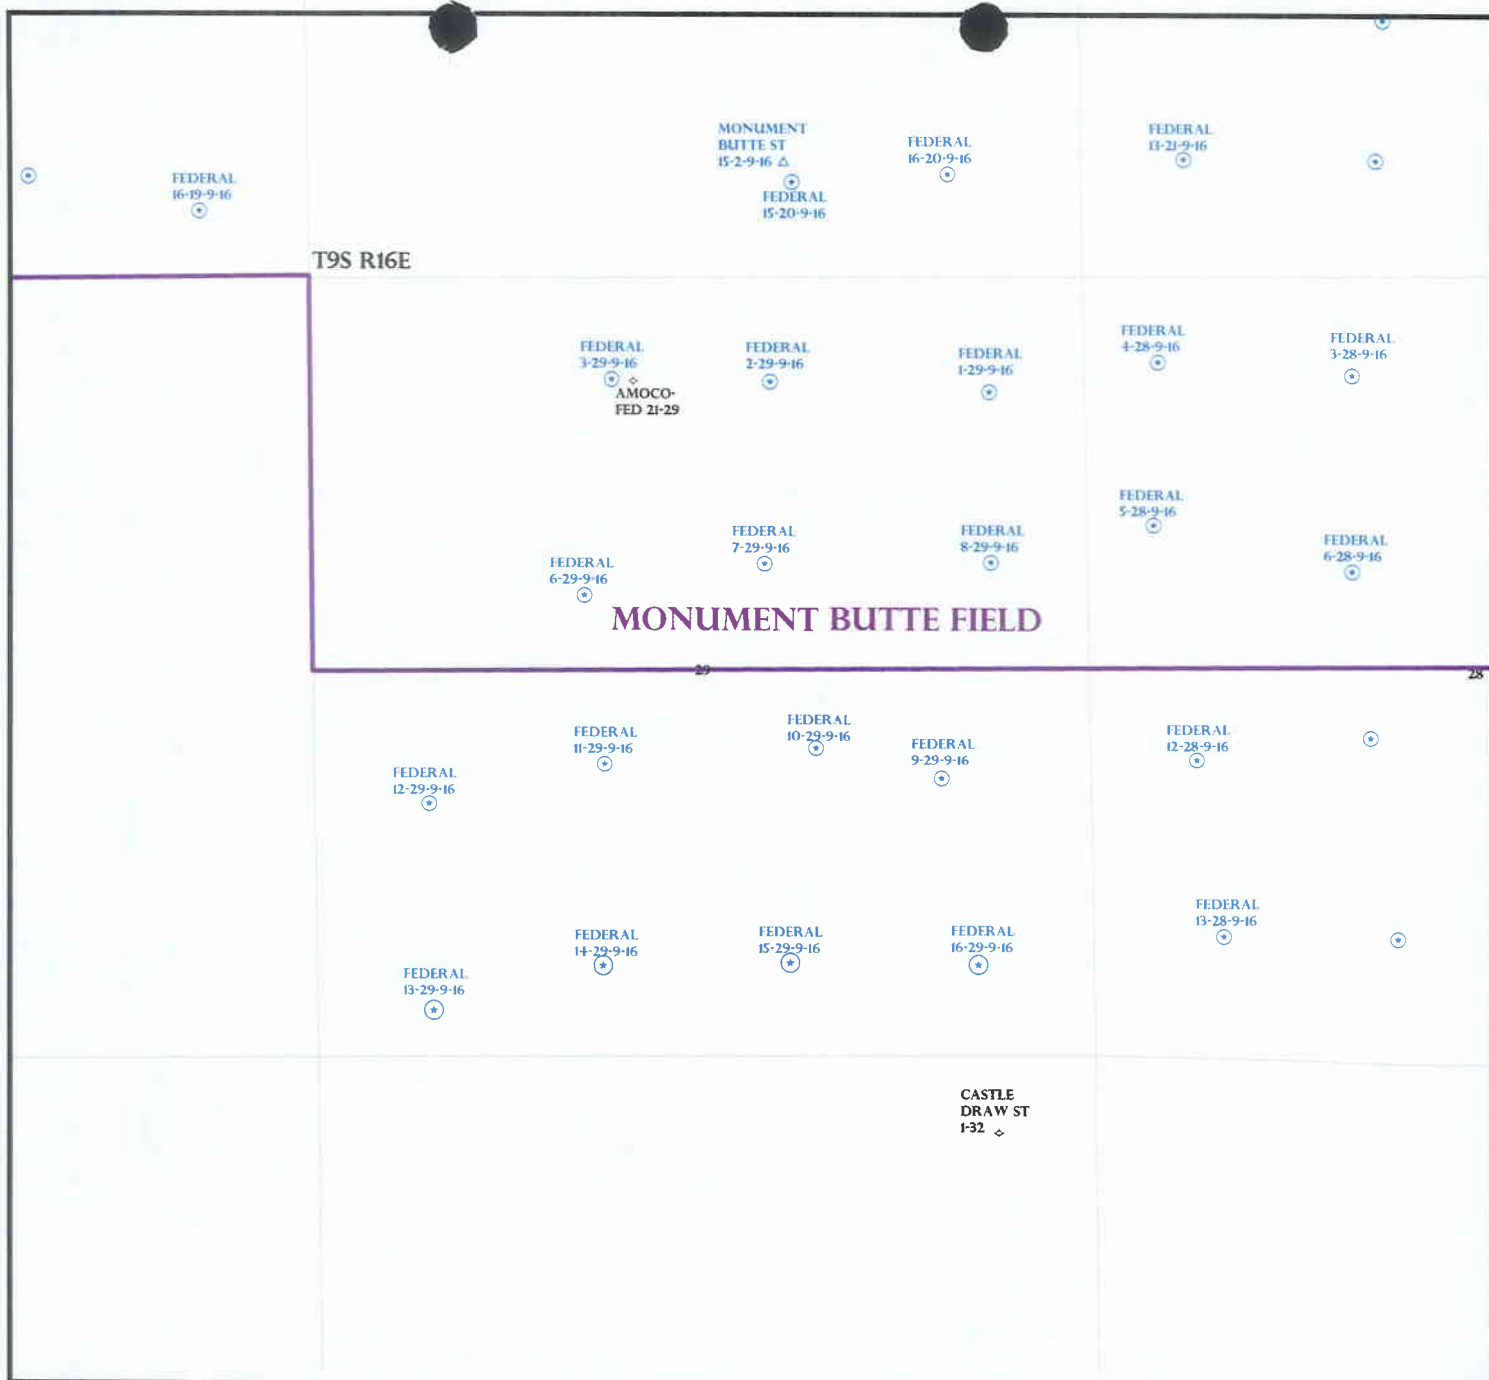 MONUMENT
BUTTE ST
15-2-9-16
FEDERAL
15-20-9-16
FEDERAL
16-20-9-16
FEDERAL
13-21-9-16
FEDERAL
16-19-9-16
T9S R16E
FEDERAL
3-29-9-16
AMOCO-
FED 21-29
FEDERAL
2-29-9-16
FEDERAL
1-29-9-16
FEDERAL
4-28-9-16
FEDERAL
3-28-9-16
FEDERAL
6-29-9-16
FEDERAL
7-29-9-16
FEDERAL
8-29-9-16
FEDERAL
5-28-9-16
FEDERAL
6-28-9-16
MONUMENT BUTTE FIELD
29
28
FEDERAL
12-29-9-16
FEDERAL
11-29-9-16
FEDERAL
10-29-9-16
FEDERAL
9-29-9-16
FEDERAL
12-28-9-16
FEDERAL
13-29-9-16
FEDERAL
14-29-9-16
FEDERAL
15-29-9-16
FEDERAL
16-29-9-16
FEDERAL
13-28-9-16
CASTLE
DRAW ST
1-32